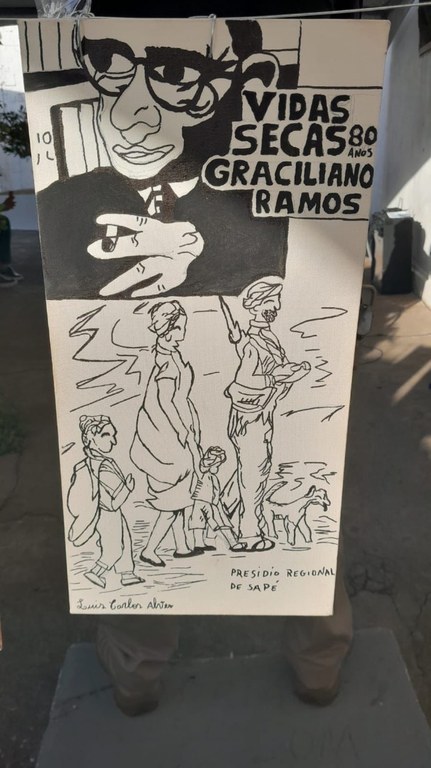 VIDAS
SECAS 80
ANOS
GRACILIANO
RAMOS
PRESIDIO REGIONAL
DE SAPÉ
Luis Carlos Alves